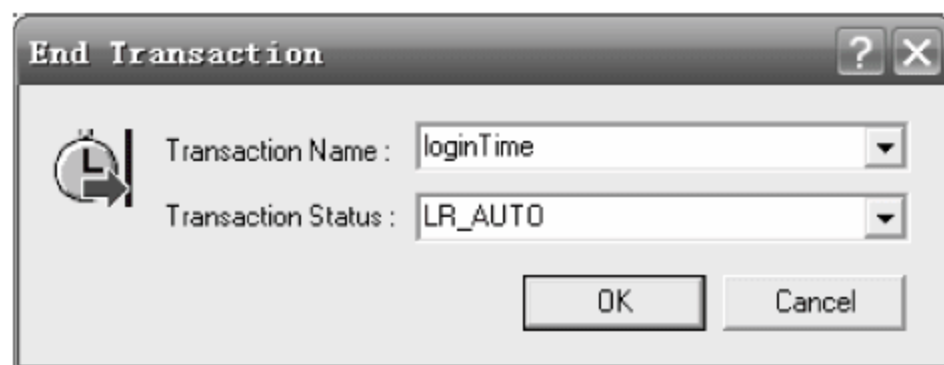 End Transaction
Transaction Name : loginTime
Transaction Status : LR_AUTO
OK Cancel